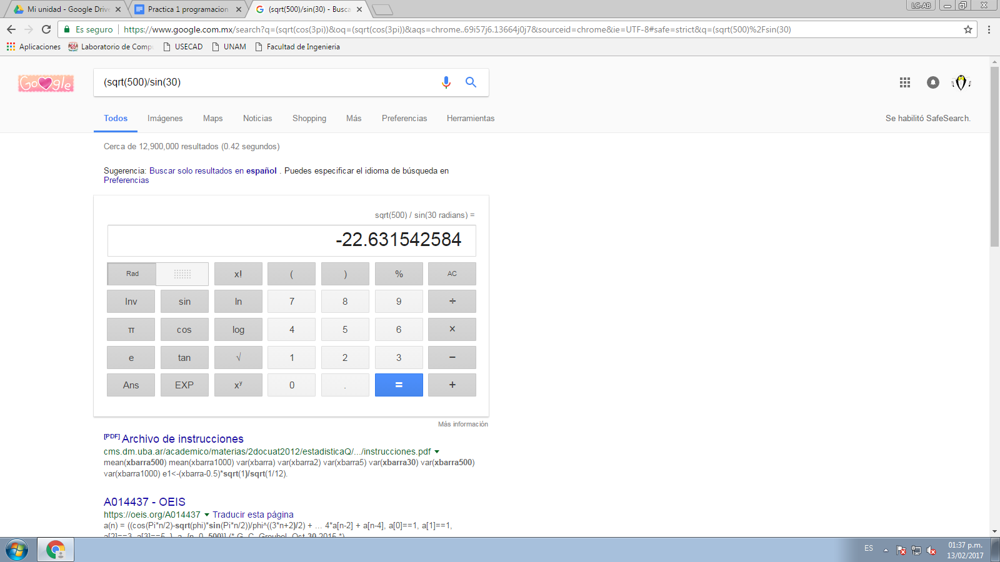 Mi unidad - Google Drive
Practica 1 programacion
(sqrt(500)/sin(30) - Busca
LC-AB
Es seguro
https://www.google.com.mx/search?q=(sqrt(cos(3pi))&oq=(sqrt(cos(3pi))&aqs=chrome..69i57j6.13664j0j7&sourceid=chrome&ie=UTF-8#safe=strict&q=(sqrt(500)%2Fsin(30)
Aplicaciones
Laboratorio de Compu
USECAD
UNAM
Facultad de Ingenieria
Google
(sqrt(500)/sin(30)
Todos
Imágenes
Maps
Noticias
Shopping
Más
Preferencias
Herramientas
Se habilitó SafeSearch.
Cerca de 12,900,000 resultados (0.42 segundos)
Sugerencia: Buscar solo resultados en español . Puedes especificar el idioma de búsqueda en
Preferencias
sqrt(500) / sin(30 radians) =
-22.631542584
Rad x! ( ) % AC
Inv sin ln 7 8 9 ÷
π cos log 4 5 6 ×
e tan √ 1 2 3 −
Ans EXP xʸ 0 . = +
Más información
[PDF] Archivo de instrucciones
cms.dm.uba.ar/academico/materias/2docuat2012/estadisticaQ/.../instrucciones.pdf
mean(xbarra500) mean(xbarra1000) var(xbarra) var(xbarra2) var(xbarra5) var(xbarra30) var(xbarra500)
var(xbarra1000) e1<-(xbarra-0.5)*sqrt(1)/sqrt(1/12).
A014437 - OEIS
https://oeis.org/A014437 Traducir esta página
a(n) = ((cos(Pi*n/2)-sqrt(phi)*sin(Pi*n/2))/phi^((3*n+2)/2) + ... 4*a[n-2] + a[n-4], a[0]==1, a[1]==1,
a[2]==3, a[3]==5, }, a, {n, 0, 500}] (* G. C. Greubel, Oct 30 2015 *)
ES
01:37 p.m.
13/02/2017